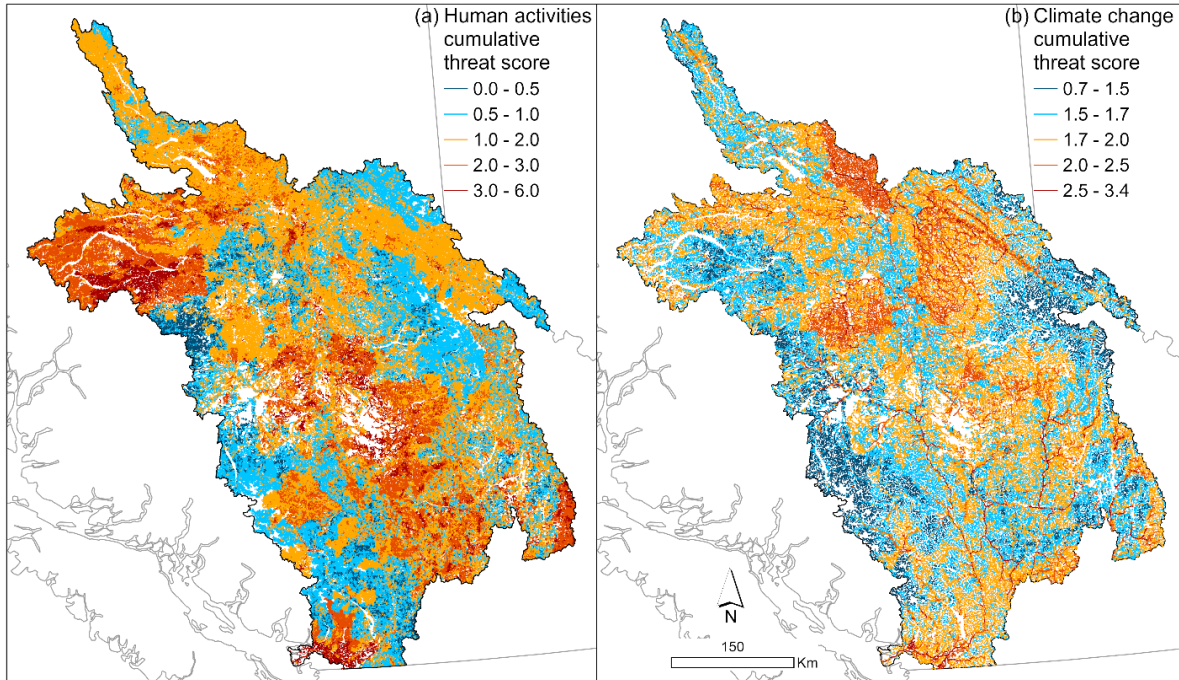 (a) Human activities
cumulative
threat score
0.0 - 0.5
0.5 - 1.0
1.0 - 2.0
2.0 - 3.0
3.0 - 6.0
(b) Climate change
cumulative
threat score
0.7 - 1.5
1.5 - 1.7
1.7 - 2.0
2.0 - 2.5
2.5 - 3.4
N
150
Km